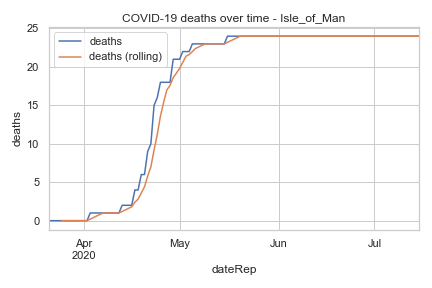 COVID-19 deaths over time - Isle_of_Man
deaths
deaths (rolling)
25
20
15
10
5
0
deaths
Apr
2020
May
Jun
Jul
dateRep